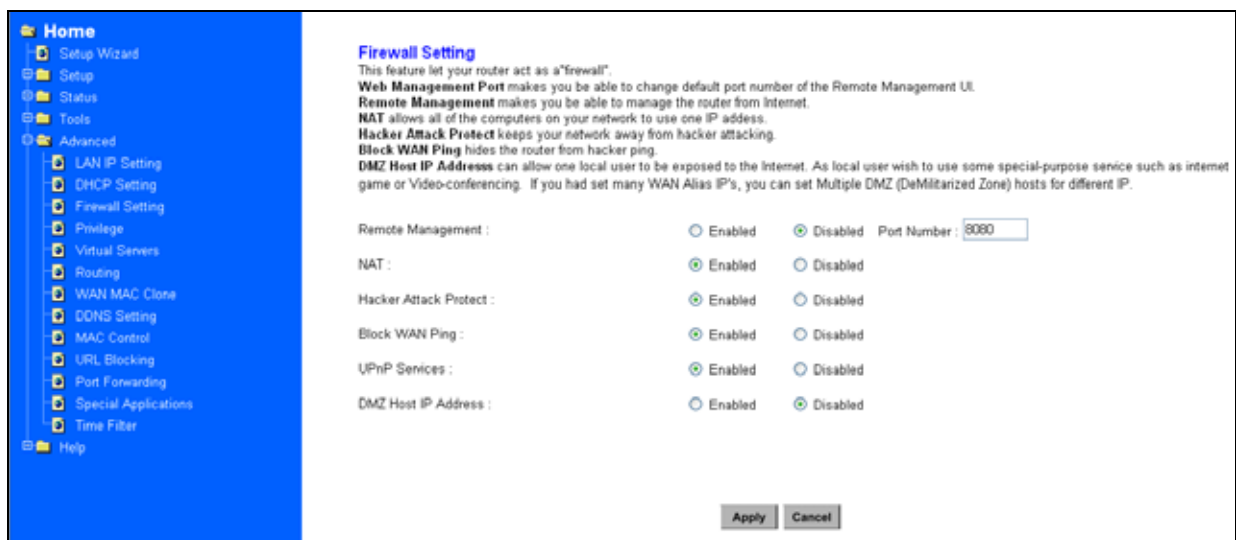 Home
Setup Wizard
Setup
Status
Tools
Advanced
LAN IP Setting
DHCP Setting
Firewall Setting
Privilege
Virtual Servers
Routing
WAN MAC Clone
DDNS Setting
MAC Control
URL Blocking
Port Forwarding
Special Applications
Time Filter
Help
Firewall Setting
This feature let your router act as a"firewall".
Web Management Port makes you be able to change default port number of the Remote Management UI.
Remote Management makes you be able to manage the router from Internet.
NAT allows all of the computers on your network to use one IP addess.
Hacker Attack Protect keeps your network away from hacker attacking.
Block WAN Ping hides the router from hacker ping.
DMZ Host IP Addresss can allow one local user to be exposed to the Internet. As local user wish to use some special-purpose service such as internet
game or Video-conferencing. If you had set many WAN Alias IP's, you can set Multiple DMZ (DeMilitarized Zone) hosts for different IP.
Remote Management : Enabled Disabled Port Number : 8080
NAT : Enabled Disabled
Hacker Attack Protect : Enabled Disabled
Block WAN Ping : Enabled Disabled
UPnP Services : Enabled Disabled
DMZ Host IP Address : Enabled Disabled
Apply Cancel